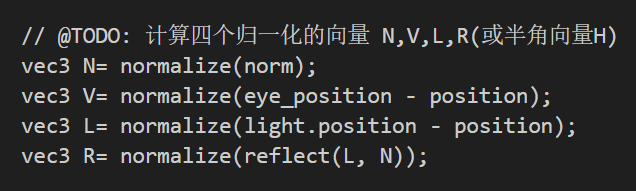 // @TODO: 计算四个归一化的向量 N,V,L,R(或半角向量H)
vec3 N= normalize(norm);
vec3 V= normalize(eye_position - position);
vec3 L= normalize(light.position - position);
vec3 R= normalize(reflect(L, N));